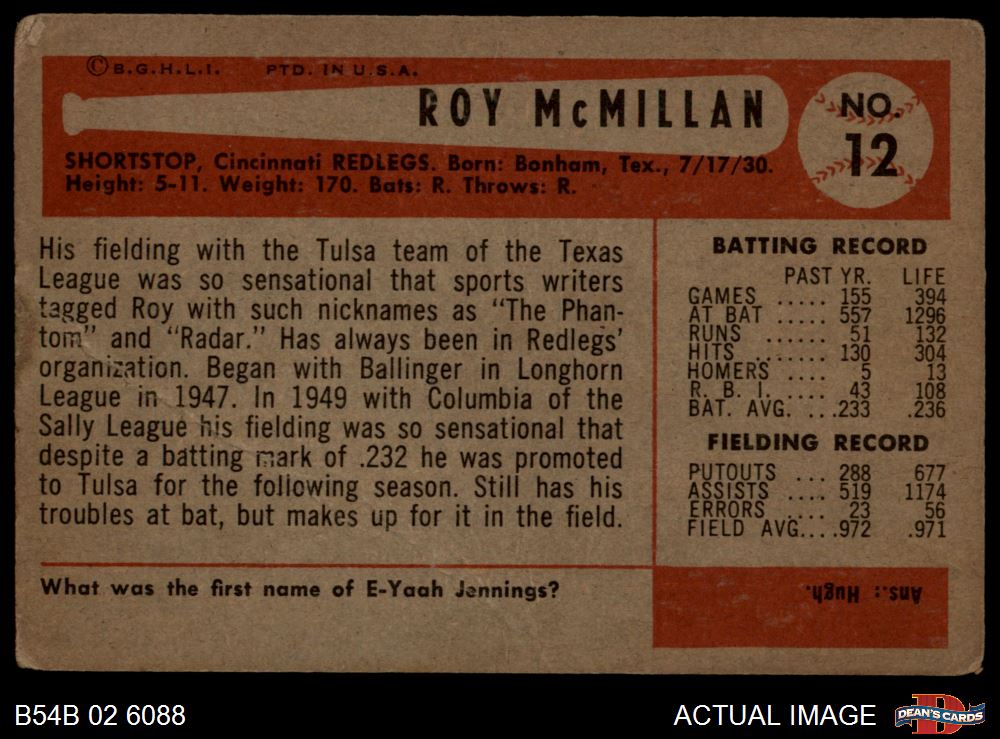 ©B.G.H.L.I. PTD. IN U.S.A.
ROY McMILLAN
NO.
12
SHORTSTOP, Cincinnati REDLEGS. Born: Bonham, Tex., 7/17/30.
Height: 5-11. Weight: 170. Bats: R. Throws: R.
His fielding with the Tulsa team of the Texas
League was so sensational that sports writers
tagged Roy with such nicknames as "The Phan-
tom" and "Radar." Has always been in Redlegs'
organization. Began with Ballinger in Longhorn
League in 1947. In 1949 with Columbia of the
Sally League his fielding was so sensational that
despite a batting mark of .232 he was promoted
to Tulsa for the following season. Still has his
troubles at bat, but makes up for it in the field.
BATTING RECORD
PAST YR. LIFE
GAMES ..... 155 394
AT BAT ..... 557 1296
RUNS ..... 51 132
HITS ....... 130 304
HOMERS .... 5 13
R. B. I. .... 43 108
BAT. AVG. ....233 .236
FIELDING RECORD
PUTOUTS ... 288 677
ASSISTS .... 519 1174
ERRORS .... 23 56
FIELD AVG....972 .971
What was the first name of E-Yaah Jennings?
Ans.: Hugh.
B54B 02 6088
ACTUAL IMAGE
DEAN'S CARDS